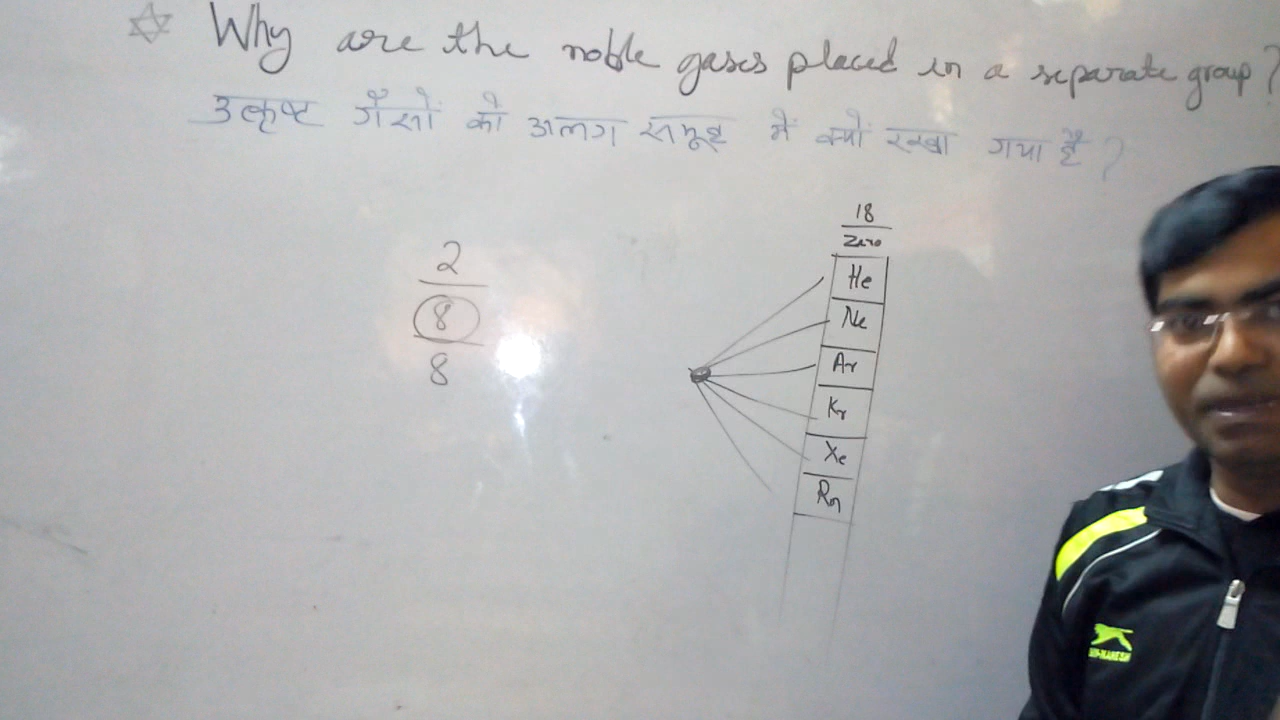 Why are the noble gases placed in a separate group?
उत्कृष्ट गैसों को अलग समूह में क्यों रखा गया है?
2
8
8
18
Zero
He
Ne
Ar
Kr
Xe
Rn